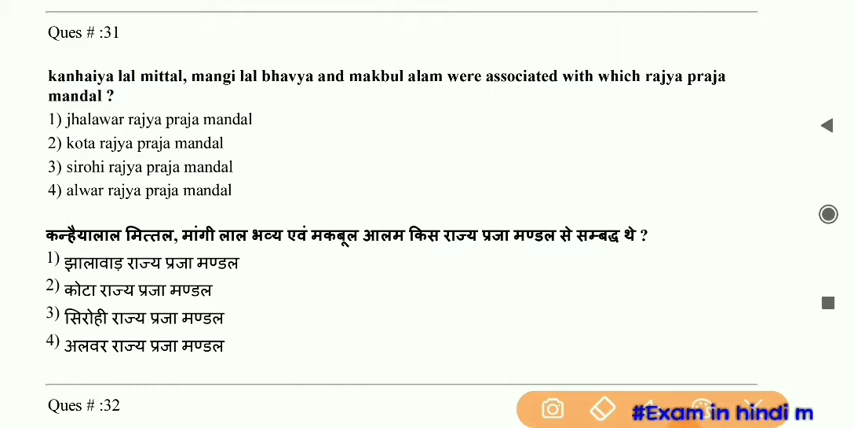 Ques # :31
kanhaiya lal mittal, mangi lal bhavya and makbul alam were associated with which rajya praja
mandal ?
1) jhalawar rajya praja mandal
2) kota rajya praja mandal
3) sirohi rajya praja mandal
4) alwar rajya praja mandal
कन्हैयालाल मित्तल, मांगी लाल भव्य एवं मकबूल आलम किस राज्य प्रजा मण्डल से सम्बद्ध थे ?
1) झालावाड़ राज्य प्रजा मण्डल
2) कोटा राज्य प्रजा मण्डल
3) सिरोही राज्य प्रजा मण्डल
4) अलवर राज्य प्रजा मण्डल
Ques # :32
#Exam in hindi m